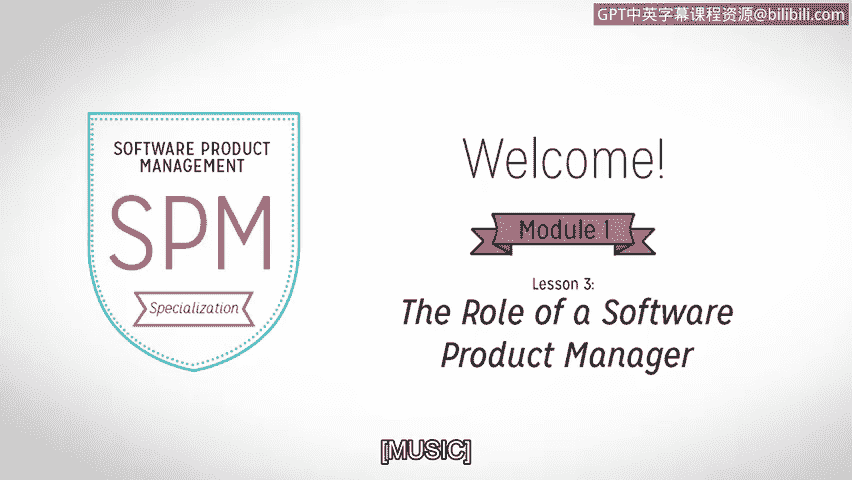 GPT中英字幕课程资源@bilibili.com
SOFTWARE PRODUCT
MANAGEMENT
SPM
Specialization
Welcome!
Module 1
Lesson 3:
The Role of a Software
Product Manager
[MUSIC]